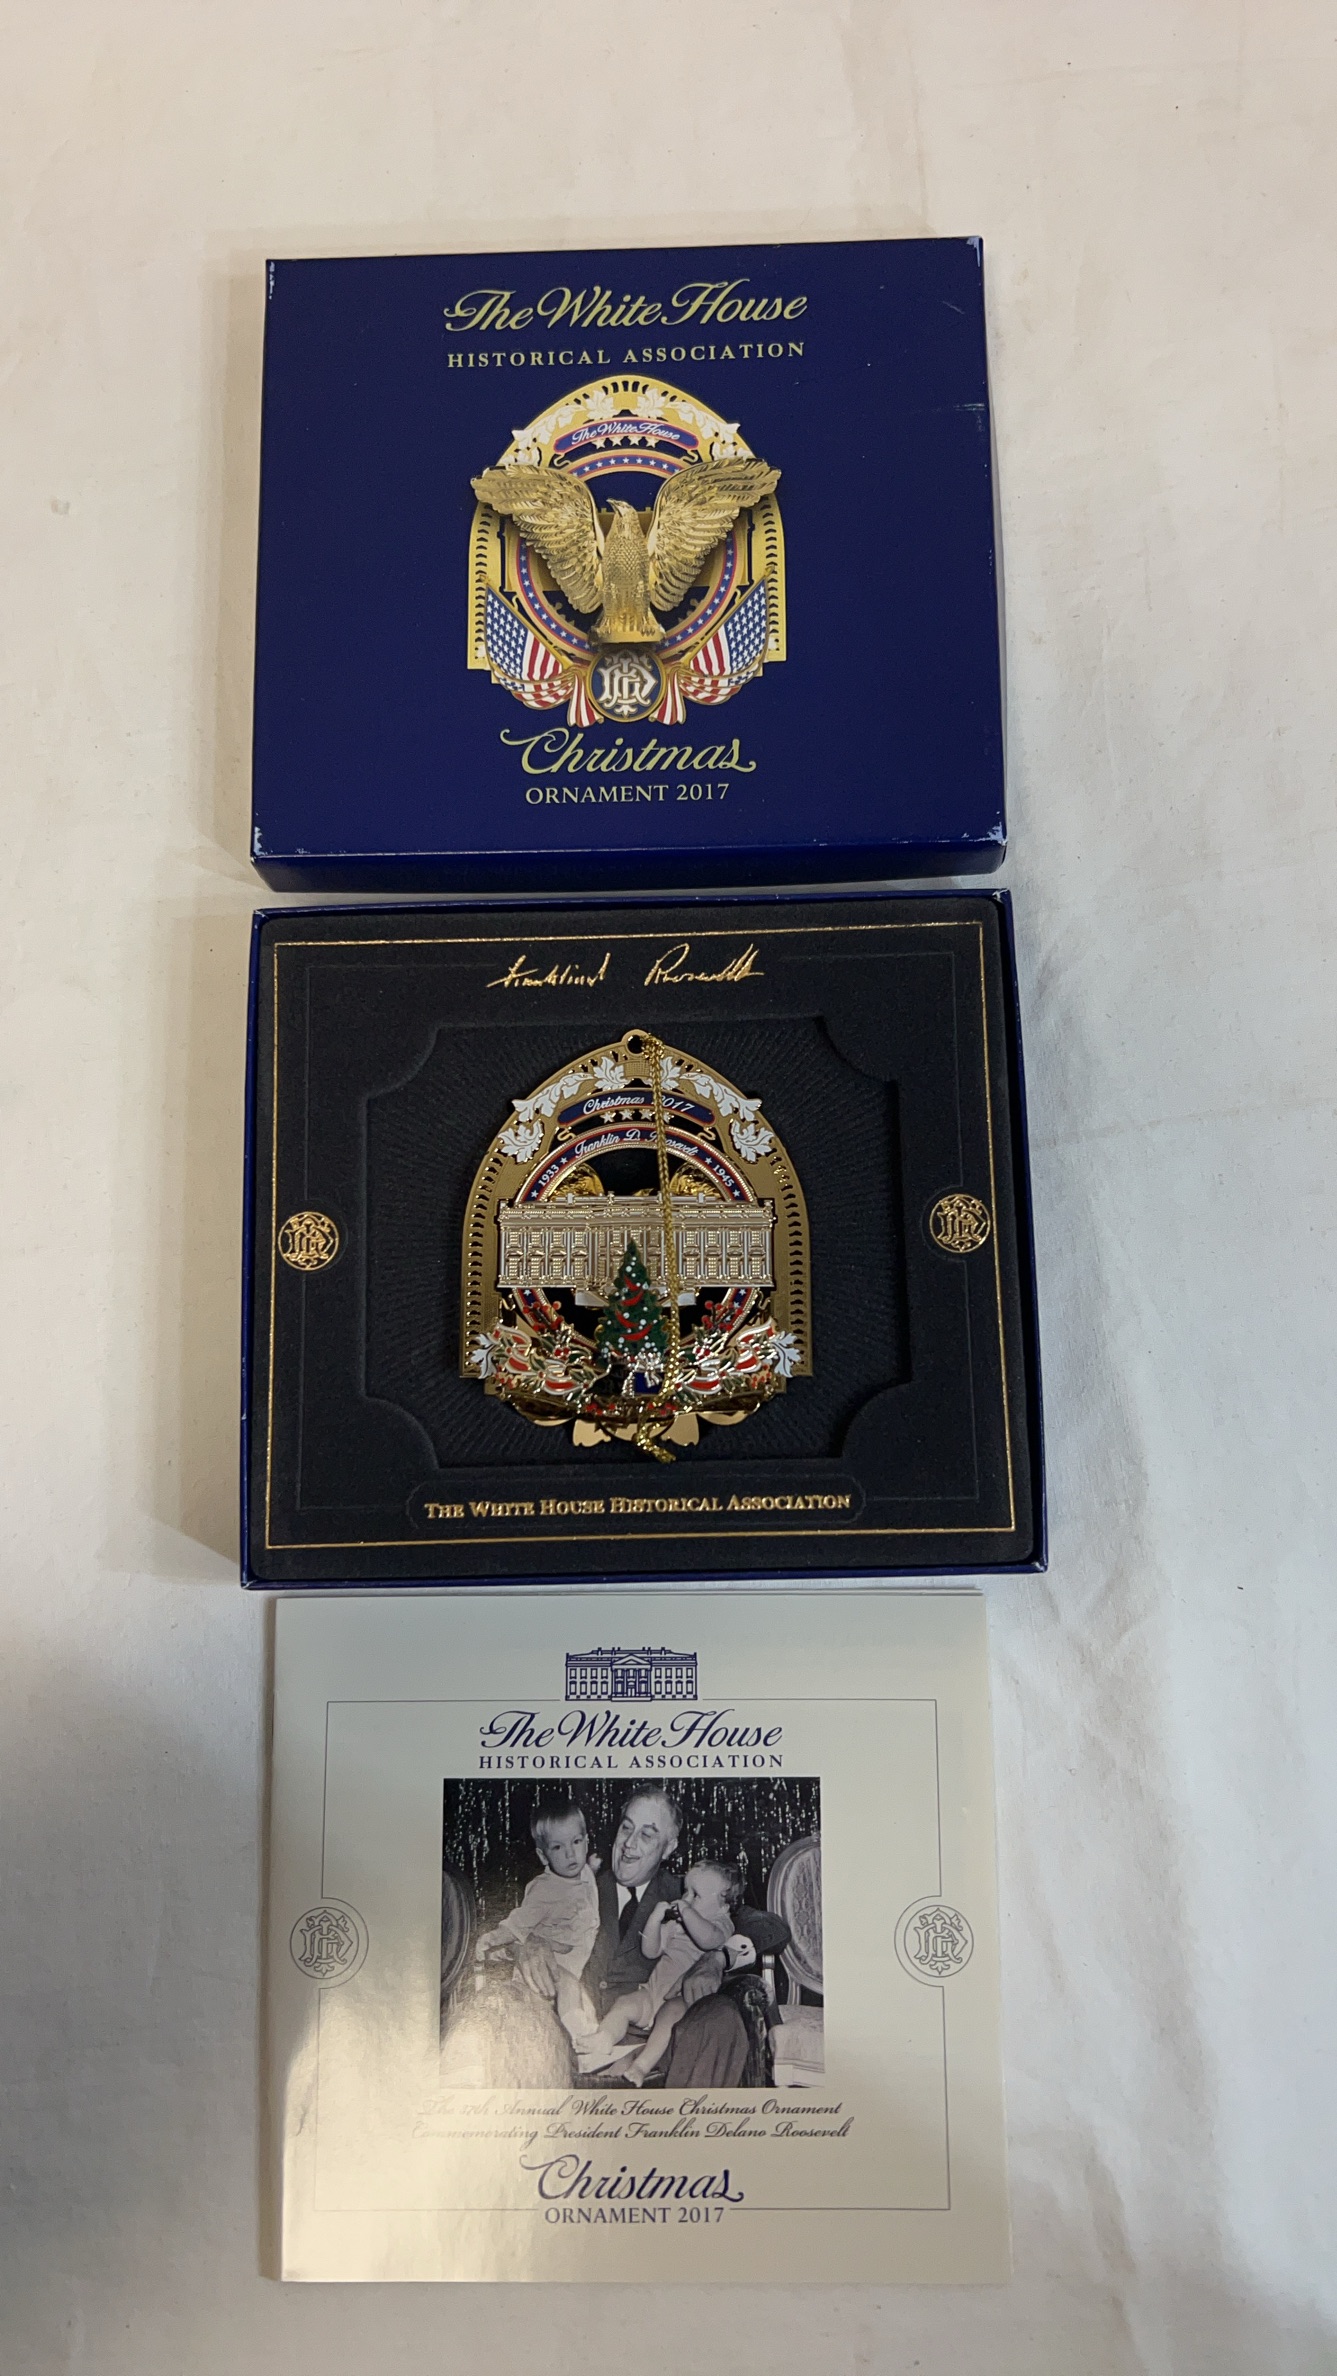 The White House
HISTORICAL ASSOCIATION
The White House
Christmas
ORNAMENT 2017
Franklin D. Roosevelt
Christmas 2017
Franklin D. Roosevelt
1933
1945
THE WHITE HOUSE HISTORICAL ASSOCIATION
The White House
HISTORICAL ASSOCIATION
The 37th Annual White House Christmas Ornament
Commemorating President Franklin Delano Roosevelt
Christmas
ORNAMENT 2017